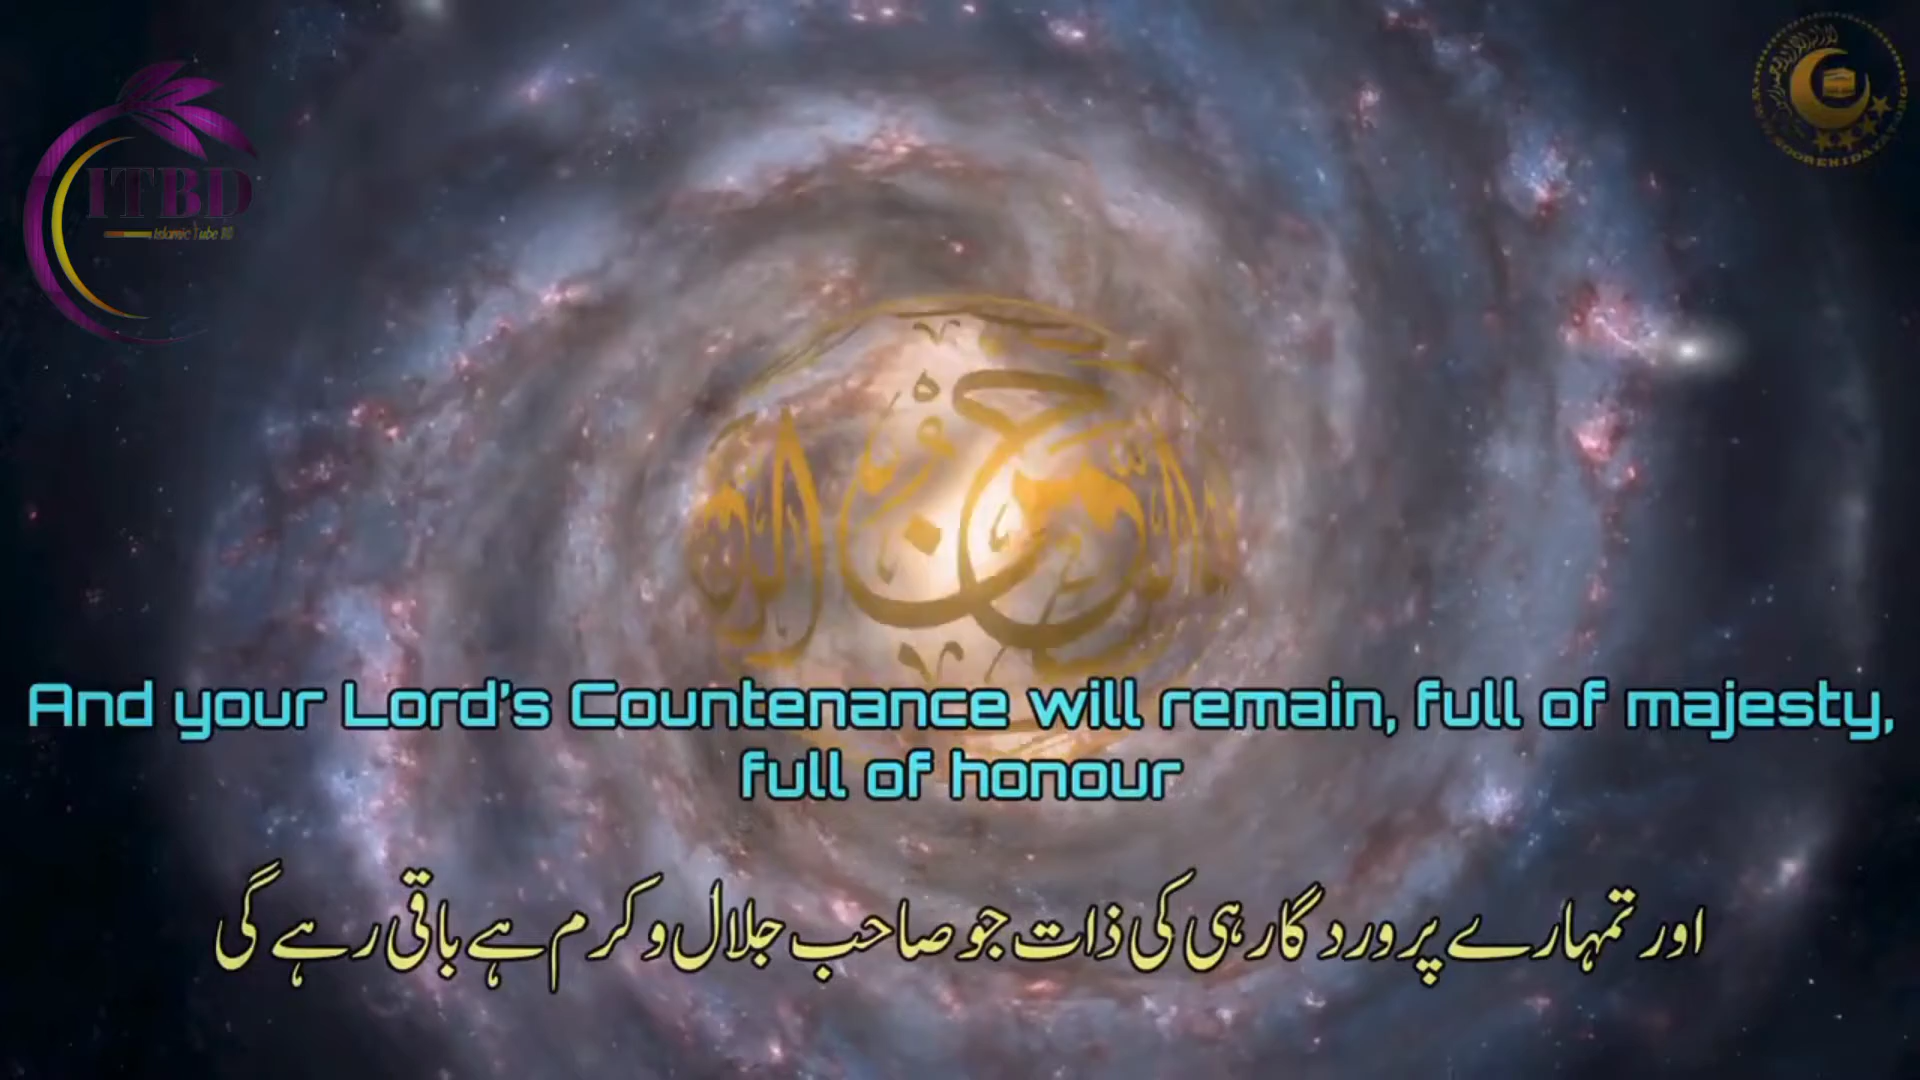 ITBD
Islamic Tube BD
And your Lord's Countenance will remain, full of majesty,
full of honour
اور تمہارے پروردگار ہی کی ذات جو صاحب جلال و کرم ہے باقی رہے گی